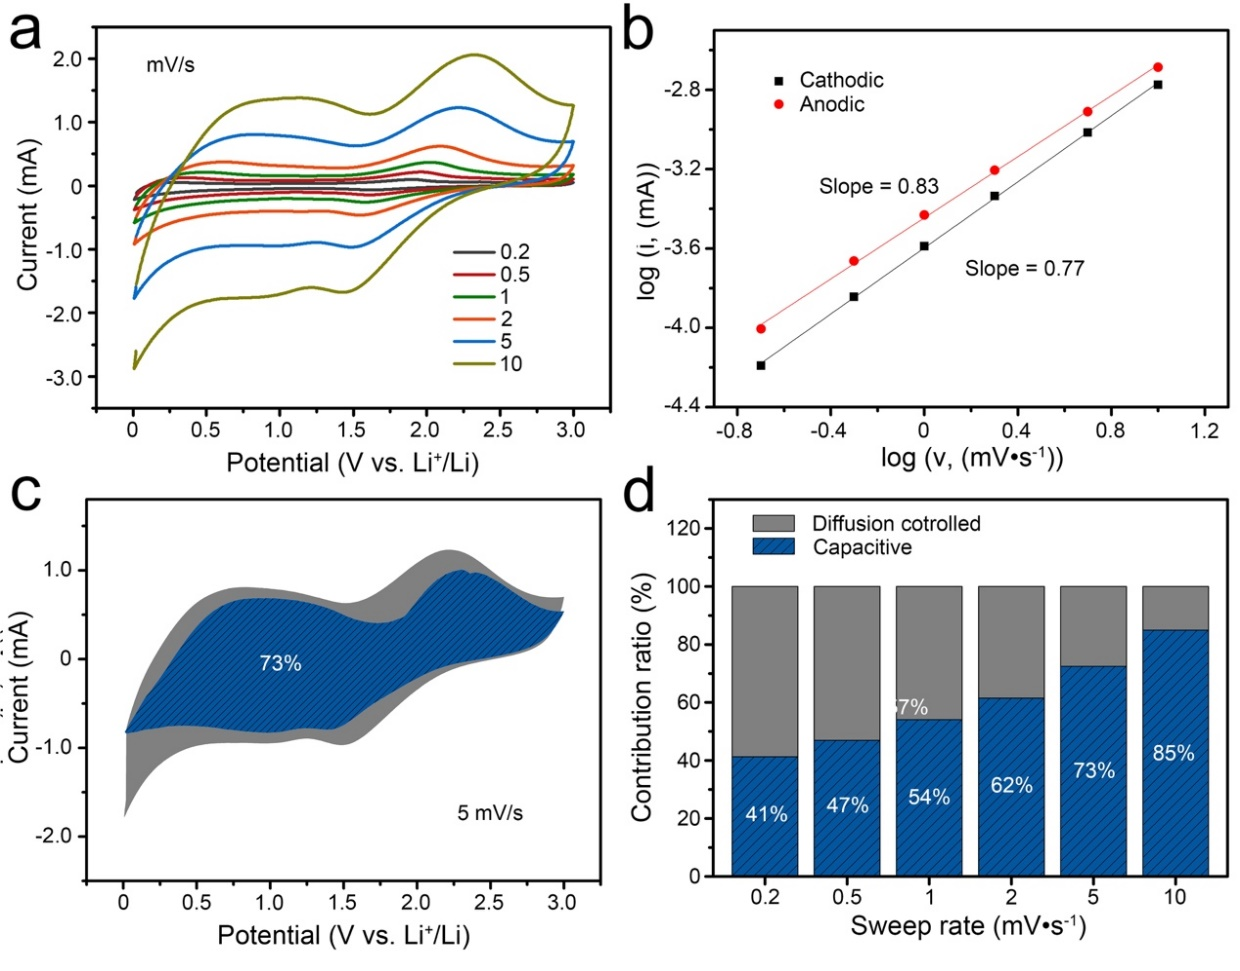 a
mV/s
2.0
1.0
0
-1.0
-2.0
-3.0
Current (mA)
0.2
0.5
1
2
5
10
0 0.5 1.0 1.5 2.0 2.5 3.0
Potential (V vs. Li⁺/Li)
b
Cathodic
Anodic
-2.8
-3.2
-3.6
-4.0
-4.4
log (i, (mA))
Slope = 0.83
Slope = 0.77
-0.8 -0.4 0 0.4 0.8 1.2
log (v, (mV•s⁻¹))
c
1.0
0
-1.0
-2.0
Current (mA)
73%
5 mV/s
0 0.5 1.0 1.5 2.0 2.5 3.0
Potential (V vs. Li⁺/Li)
d
Diffusion cotrolled
Capacitive
120
100
80
60
40
20
0
Contribution ratio (%)
57%
41% 47% 54% 62% 73% 85%
0.2 0.5 1 2 5 10
Sweep rate (mV•s⁻¹)